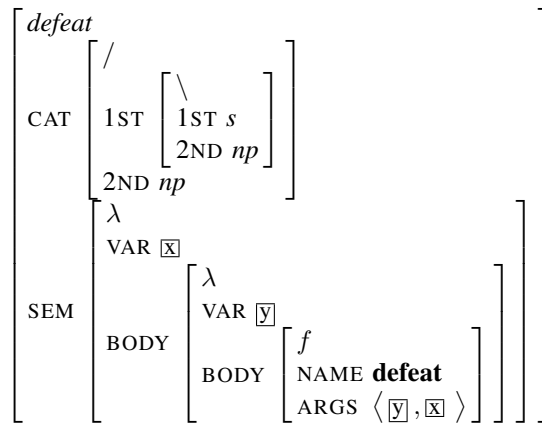 defeat
/
\
CAT 1ST 1ST s
2ND np
2ND np
λ
VAR x
λ
SEM VAR y
BODY f
BODY NAME defeat
ARGS ⟨ y , x ⟩